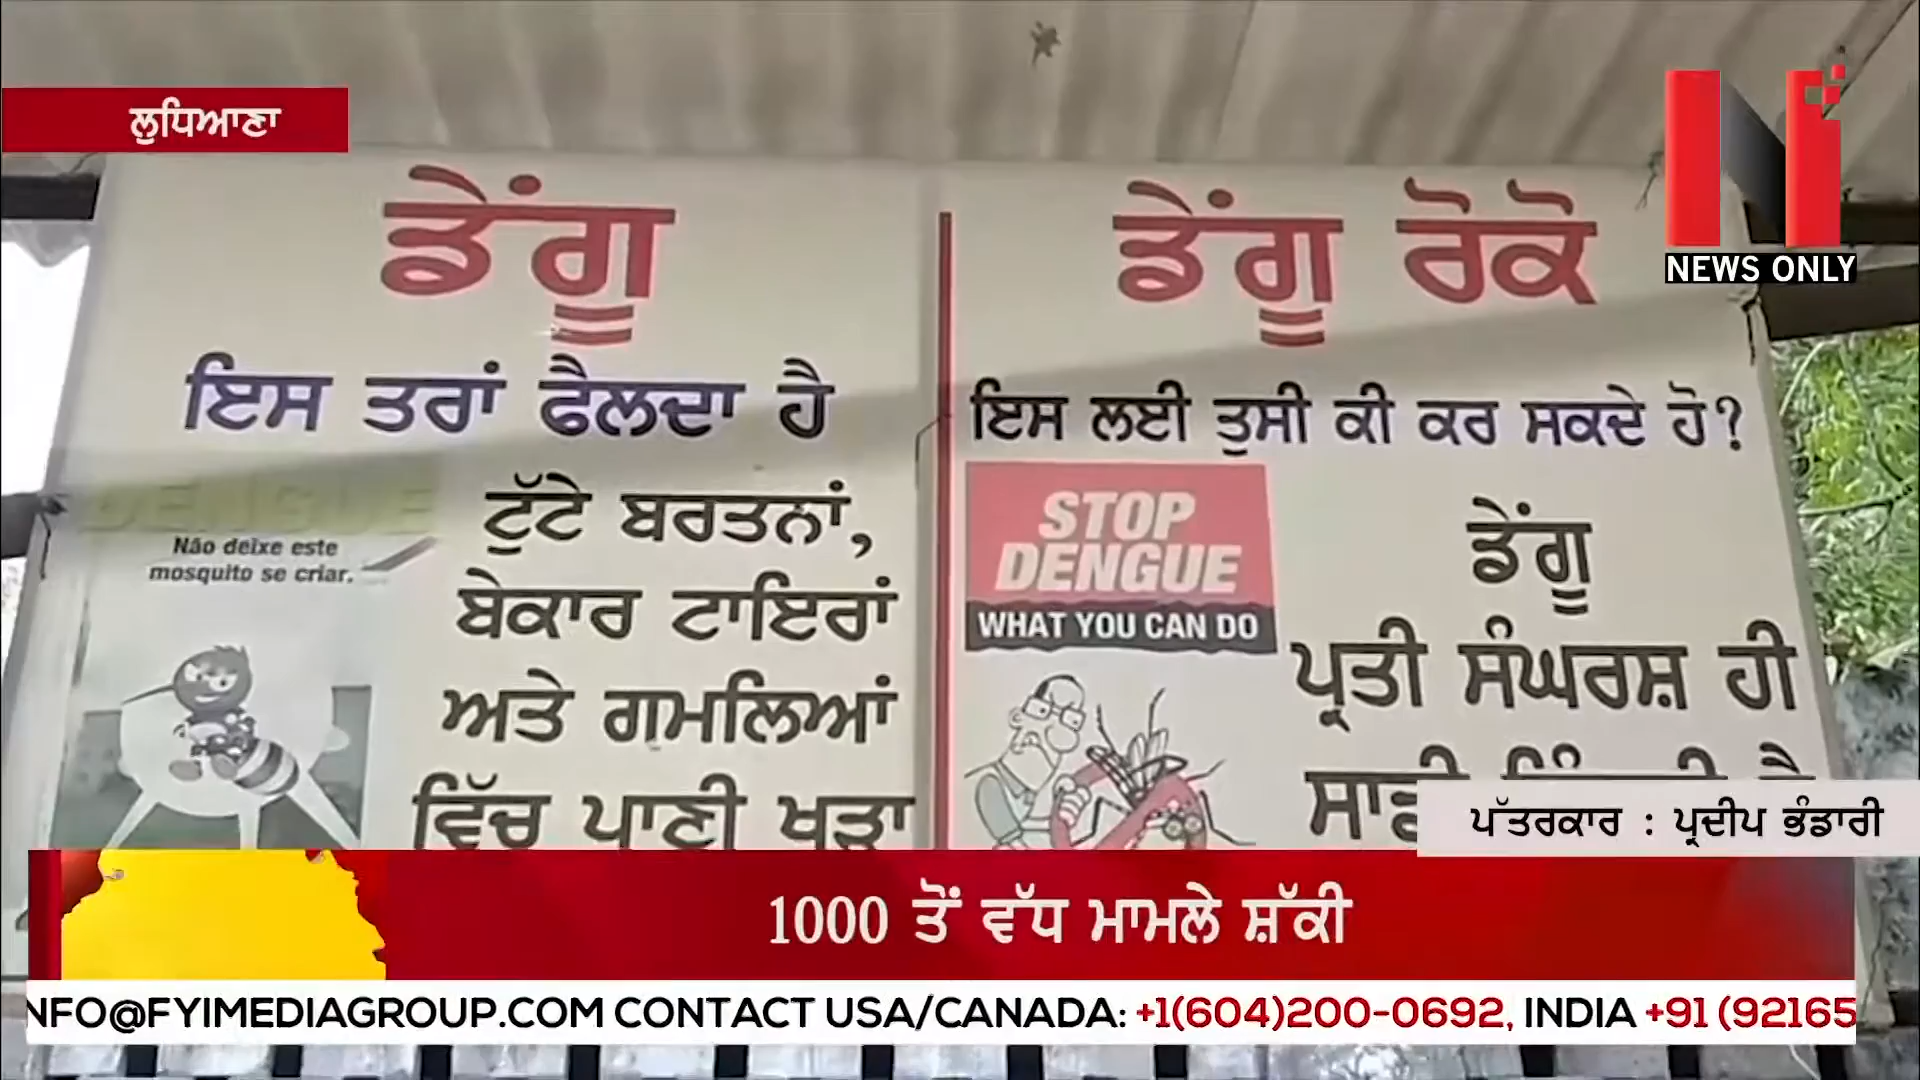 ਲੁਧਿਆਣਾ
NEWS ONLY
ਡੇਂਗੂ
ਇਸ ਤਰਾਂ ਫੈਲਦਾ ਹੈ
DENGUE
Não deixe este
mosquito se criar.
ਟੁੱਟੇ ਬਰਤਨਾਂ,
ਬੇਕਾਰ ਟਾਇਰਾਂ
ਅਤੇ ਗਮਲਿਆਂ
ਵਿੱਚ ਪਾਣੀ ਖੜਾ
ਡੇਂਗੂ ਰੋਕੋ
ਇਸ ਲਈ ਤੁਸੀ ਕੀ ਕਰ ਸਕਦੇ ਹੋ?
STOP
DENGUE
WHAT YOU CAN DO
ਡੇਂਗੂ
ਪ੍ਰਤੀ ਸੰਘਰਸ਼ ਹੀ
ਪੱਤਰਕਾਰ : ਪ੍ਰਦੀਪ ਭੰਡਾਰੀ
1000 ਤੋਂ ਵੱਧ ਮਾਮਲੇ ਸ਼ੱਕੀ
NFO@FYIMEDIAGROUP.COM CONTACT USA/CANADA: +1(604)200-0692, INDIA +91 (92165